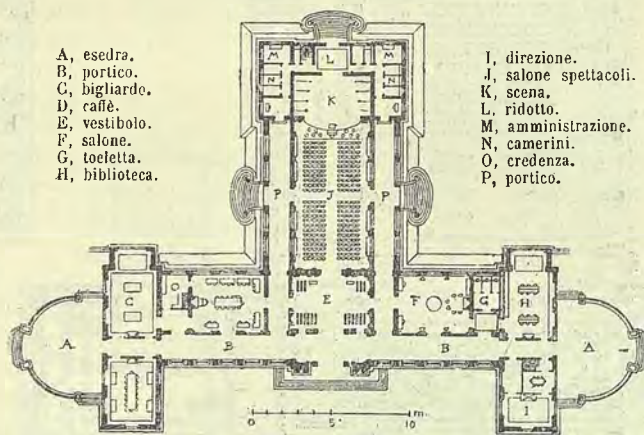 A, esedra.
B, portico.
C, bigliardo.
D, caffè.
E, vestibolo.
F, salone.
G, toeletta.
H, biblioteca.
I, direzione.
J, salone spettacoli.
K, scena.
L, ridotto.
M, amministrazione.
N, camerini.
O, credenza.
P, portico.
M
L
M
N
N
K
P
J
P
C
E
F
G
H
A
B
B
A
I
0 5 10 m.